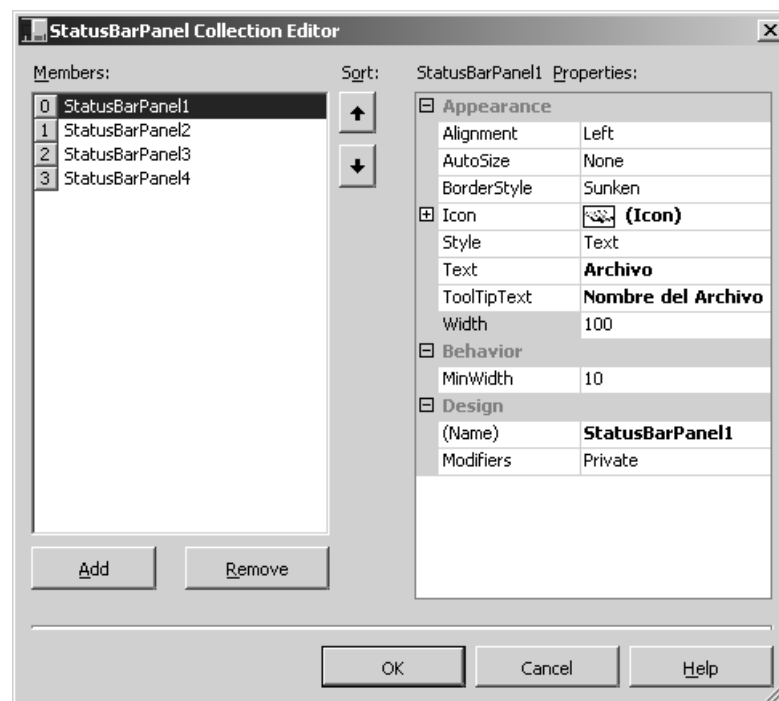 StatusBarPanel Collection Editor
Members:
Sort:
StatusBarPanel1 Properties:
0 StatusBarPanel1
1 StatusBarPanel2
2 StatusBarPanel3
3 StatusBarPanel4
Appearance
Alignment Left
AutoSize None
BorderStyle Sunken
Icon (Icon)
Style Text
Text Archivo
ToolTipText Nombre del Archivo
Width 100
Behavior
MinWidth 10
Design
(Name) StatusBarPanel1
Modifiers Private
Add
Remove
OK
Cancel
Help